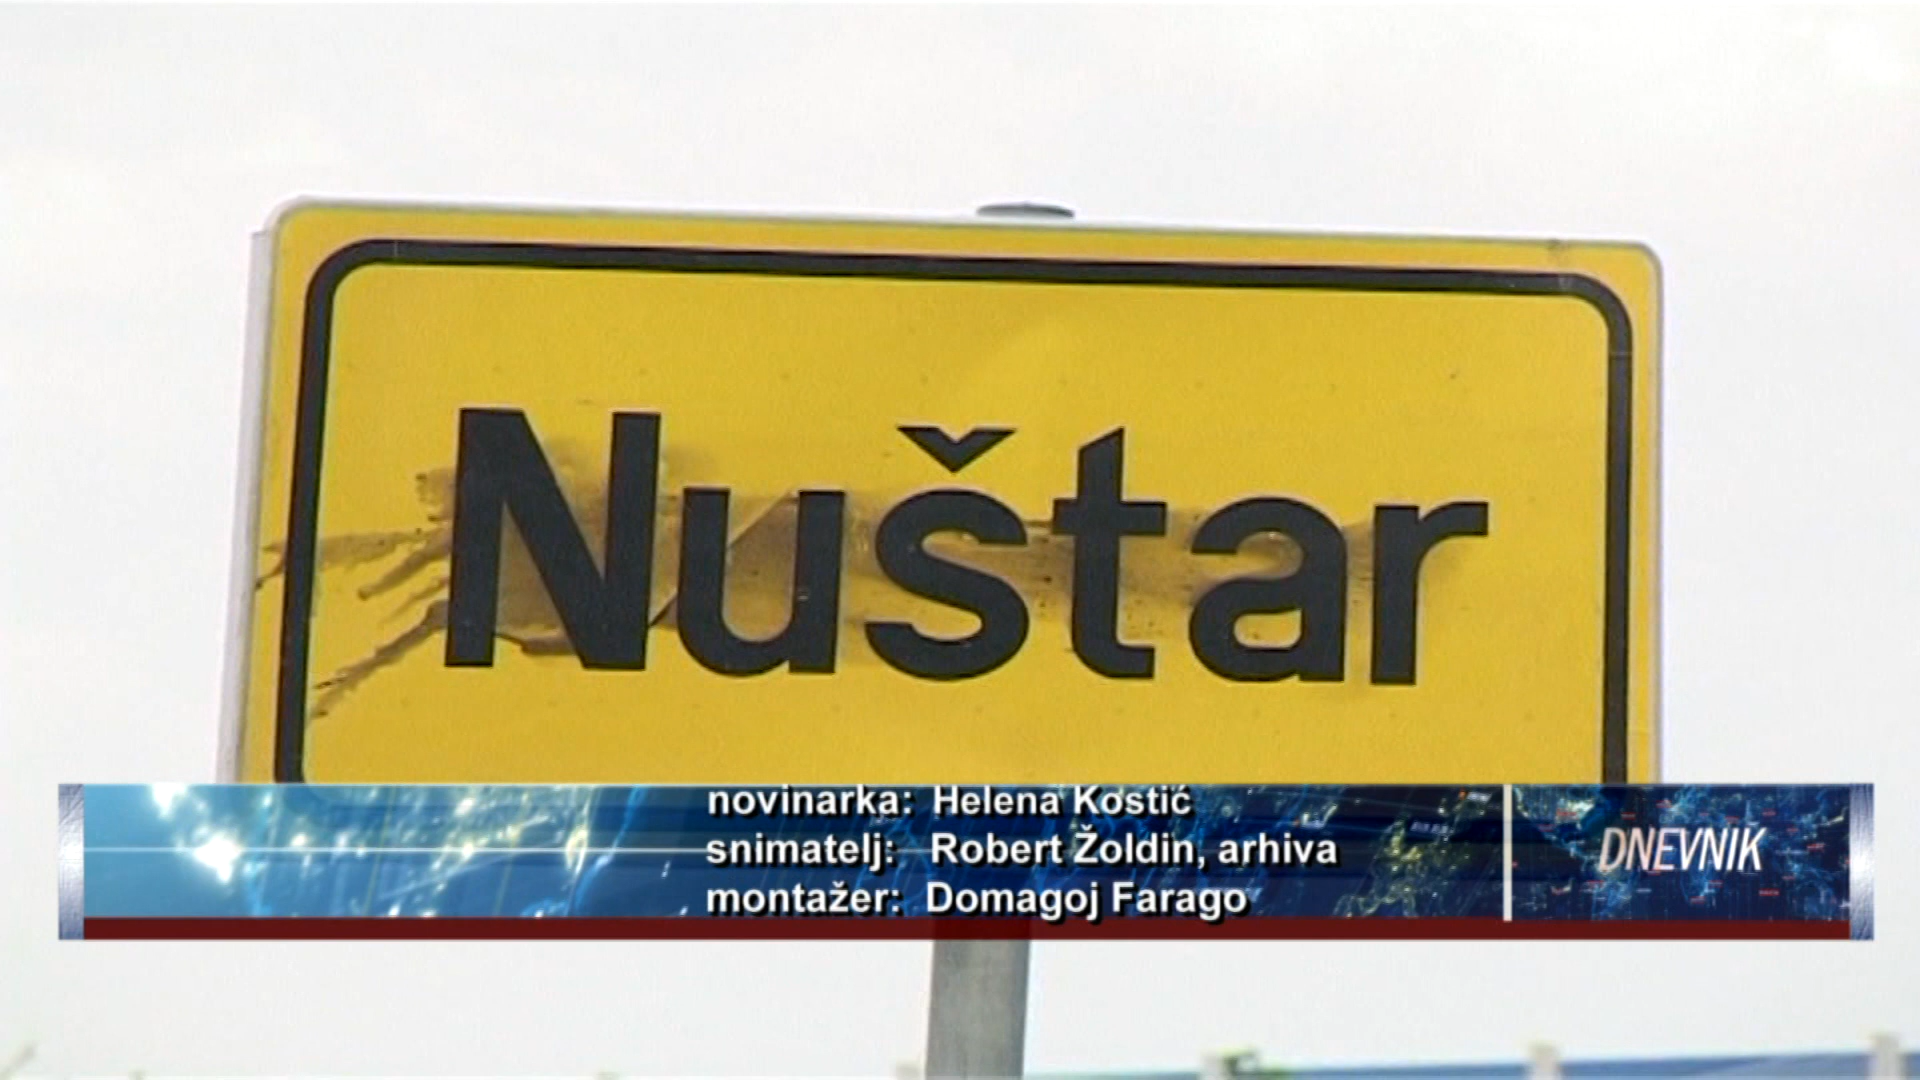 Nuštar
novinarka: Helena Kostić
snimatelj: Robert Žoldin, arhiva
montažer: Domagoj Farago
DNEVNIK